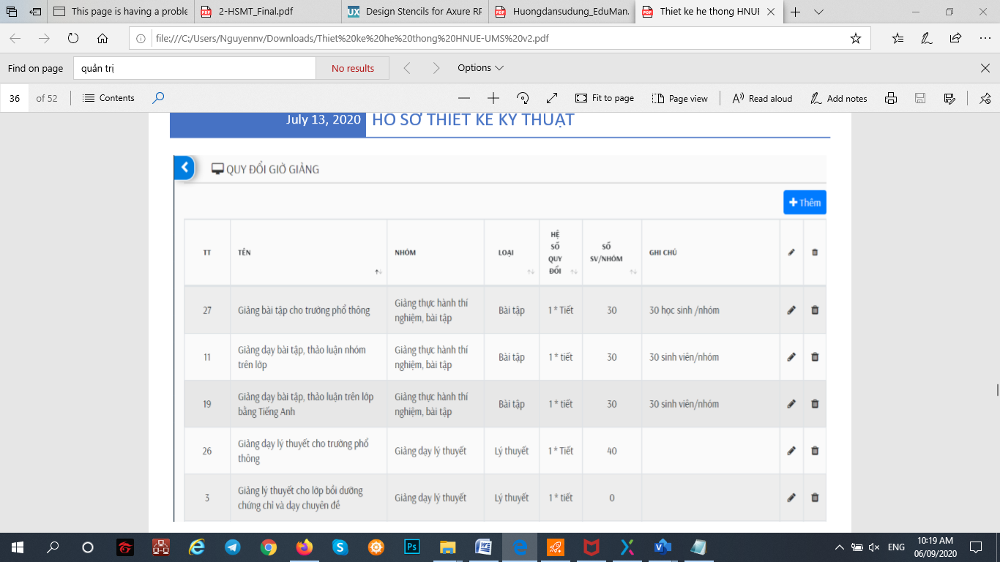 This page is having a proble
2-HSMT_Final.pdf
Design Stencils for Axure RP
Huongdansudung_EduMan.
Thiet ke he thong HNUE
file:///C:/Users/Nguyennv/Downloads/Thiet%20ke%20he%20thong%20HNUE-UMS%20v2.pdf
Find on page
quản trị
No results
Options
36
of 52
Contents
Fit to page
Page view
Read aloud
Add notes
July 13, 2020
HỒ SƠ THIẾT KẾ KỸ THUẬT
QUY ĐỔI GIỜ GIẢNG
Thêm
TT
TÊN
NHÓM
LOẠI
HỆ
SỐ
QUY
ĐỔI
SỐ
SV/NHÓM
GHI CHÚ
27
Giảng bài tập cho trường phổ thông
Giảng thực hành thí
nghiệm, bài tập
Bài tập
1 * Tiết
30
30 học sinh /nhóm
11
Giảng dạy bài tập, thảo luận nhóm
trên lớp
Giảng thực hành thí
nghiệm, bài tập
Bài tập
1 * tiết
30
30 sinh viên/nhóm
19
Giảng dạy bài tập, thảo luận trên lớp
bằng Tiếng Anh
Giảng thực hành thí
nghiệm, bài tập
Bài tập
1 * tiết
30
30 sinh viên/nhóm
26
Giảng dạy lý thuyết cho trường phổ
thông
Giảng dạy lý thuyết
Lý thuyết
1 * Tiết
40
3
Giảng lý thuyết cho lớp bồi dưỡng
chứng chỉ và dạy chuyên đề
Giảng dạy lý thuyết
Lý thuyết
1 * tiết
0
ENG
10:19 AM
06/09/2020